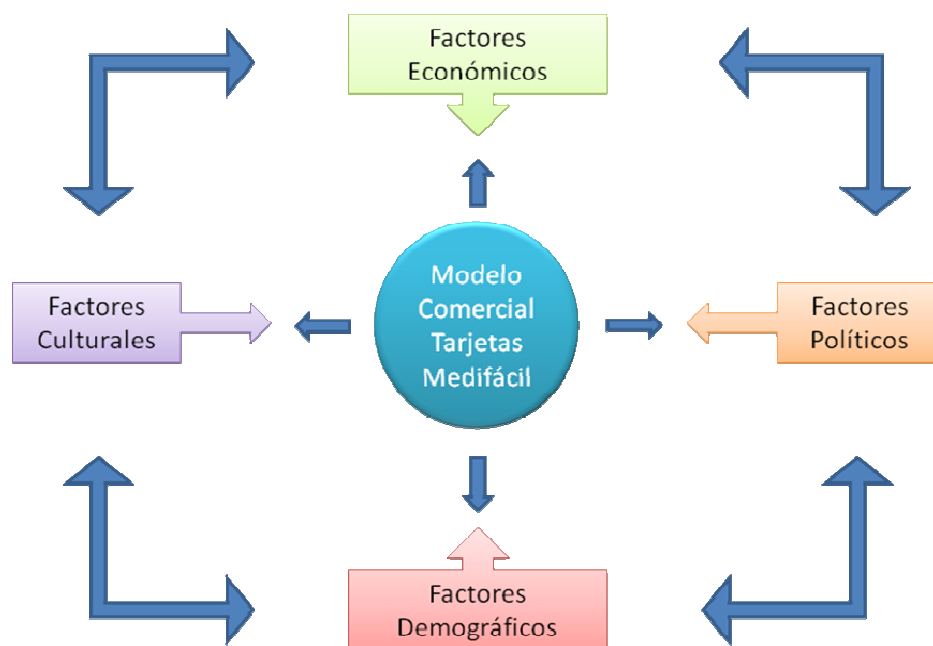 Factores
Económicos
Factores
Culturales
Modelo
Comercial
Tarjetas
Medifácil
Factores
Políticos
Factores
Demográficos